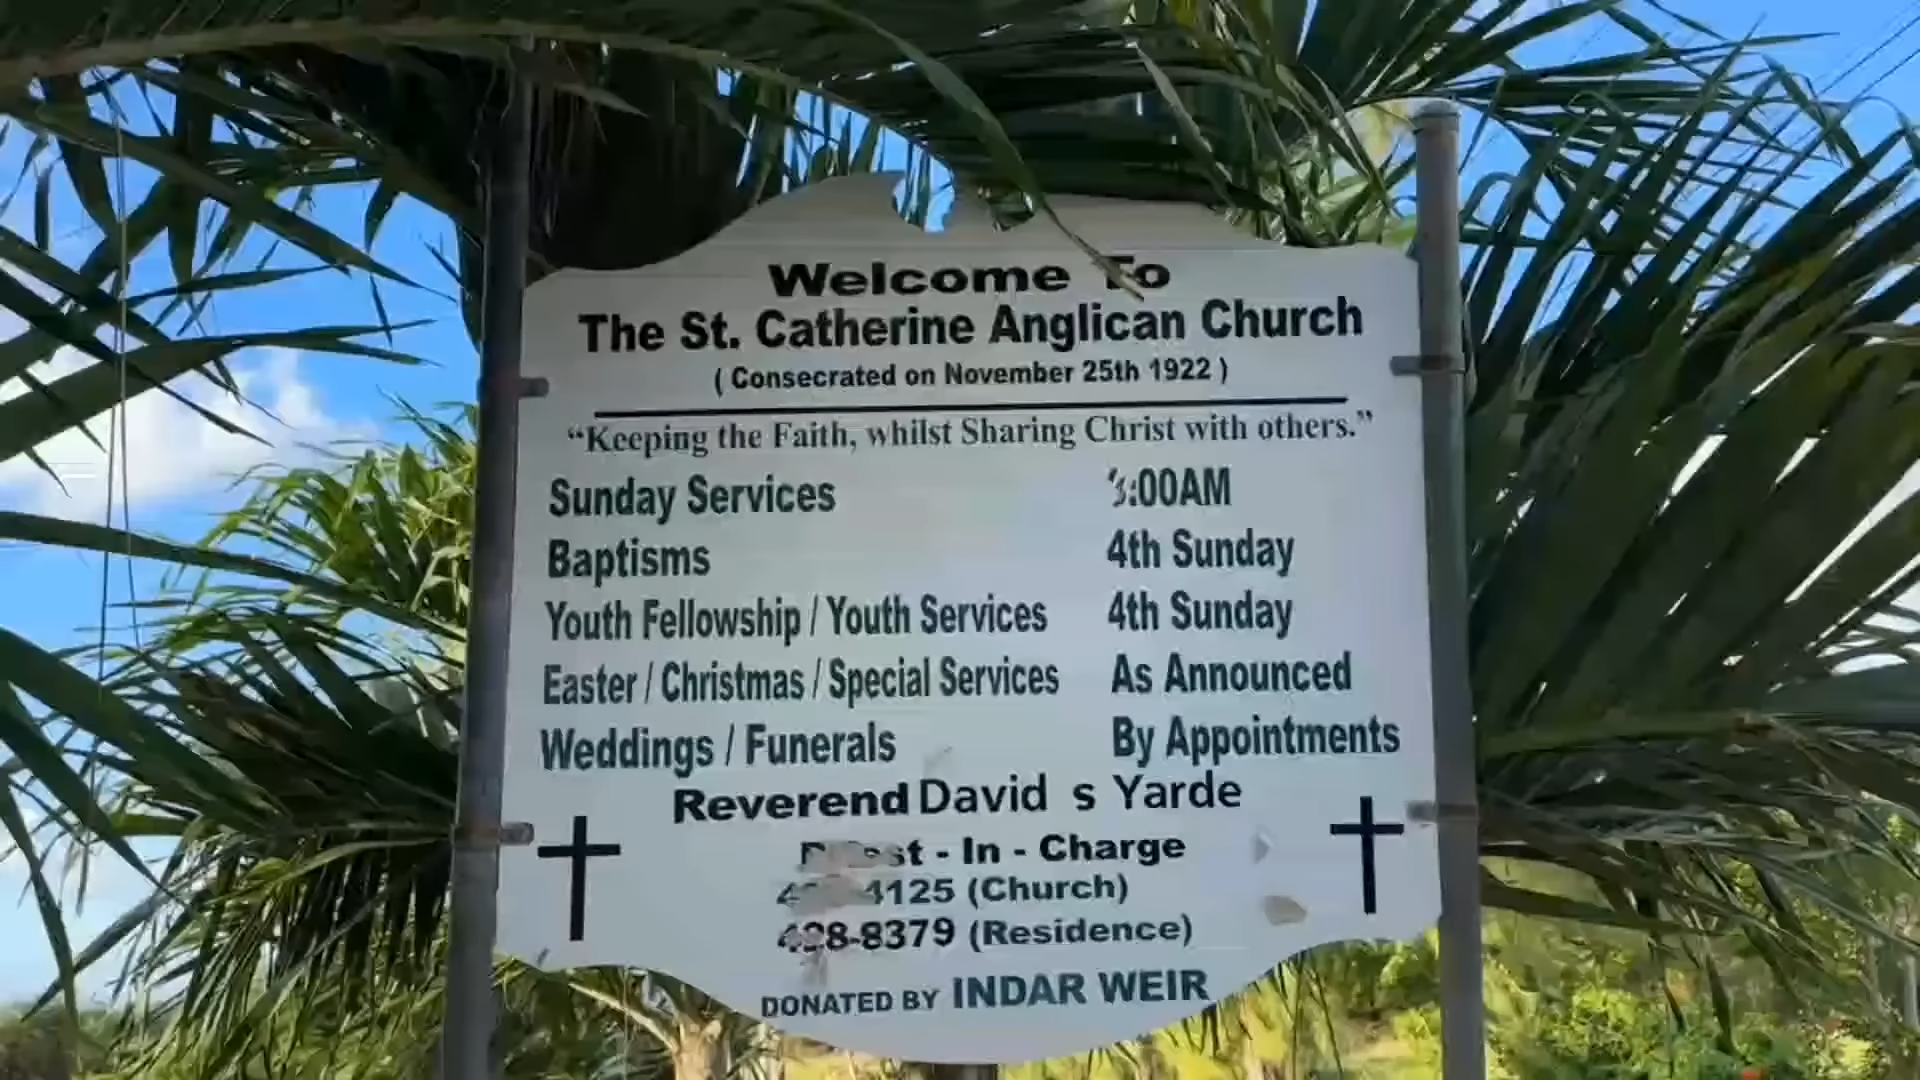 Welcome To
The St. Catherine Anglican Church
( Consecrated on November 25th 1922 )
“Keeping the Faith, whilst Sharing Christ with others.”
Sunday Services :00AM
Baptisms 4th Sunday
Youth Fellowship / Youth Services 4th Sunday
Easter / Christmas / Special Services As Announced
Weddings / Funerals By Appointments
Reverend David s Yarde
- In - Charge
4125 (Church)
8379 (Residence)
DONATED BY INDAR WEIR